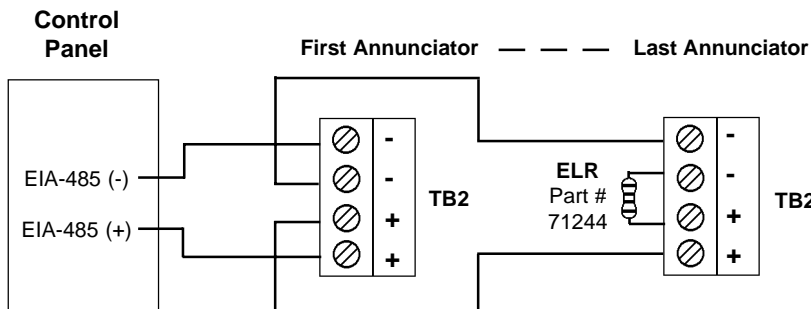 Control
Panel
First Annunciator — — — Last Annunciator
EIA-485 (-)
EIA-485 (+)
-
-
+
+
TB2
ELR
Part #
71244
-
-
+
+
TB2